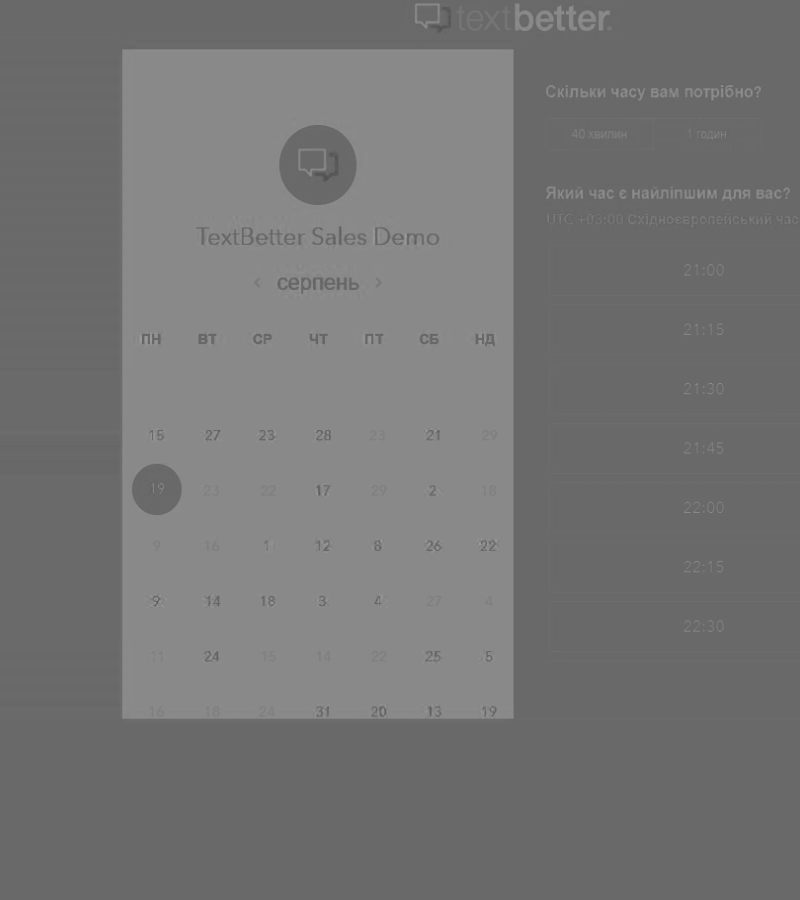 textbetter.
TextBetter Sales Demo
‹ серпень ›
ПН ВТ СР ЧТ ПТ СБ НД
15 27 23 28 23 21 29
19 23 22 17 29 2 18
9 16 1 12 8 26 22
9 14 18 3 4 27 4
11 24 15 14 22 25 5
16 18 24 31 20 13 19
Скільки часу вам потрібно?
40 хвилин 1 годин
Який час є найліпшим для вас?
UTC +03:00 Східноєвропейський час
21:00
21:15
21:30
21:45
22:00
22:15
22:30